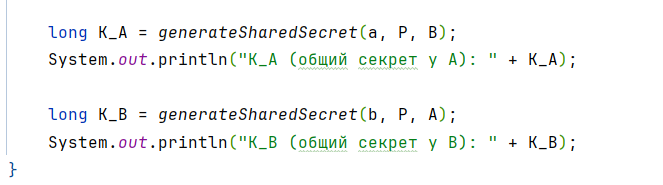 long K_A = generateSharedSecret(a, P, B);
System.out.println("K_A (общий секрет у A): " + K_A);
long K_B = generateSharedSecret(b, P, A);
System.out.println("K_B (общий секрет у B): " + K_B);
}